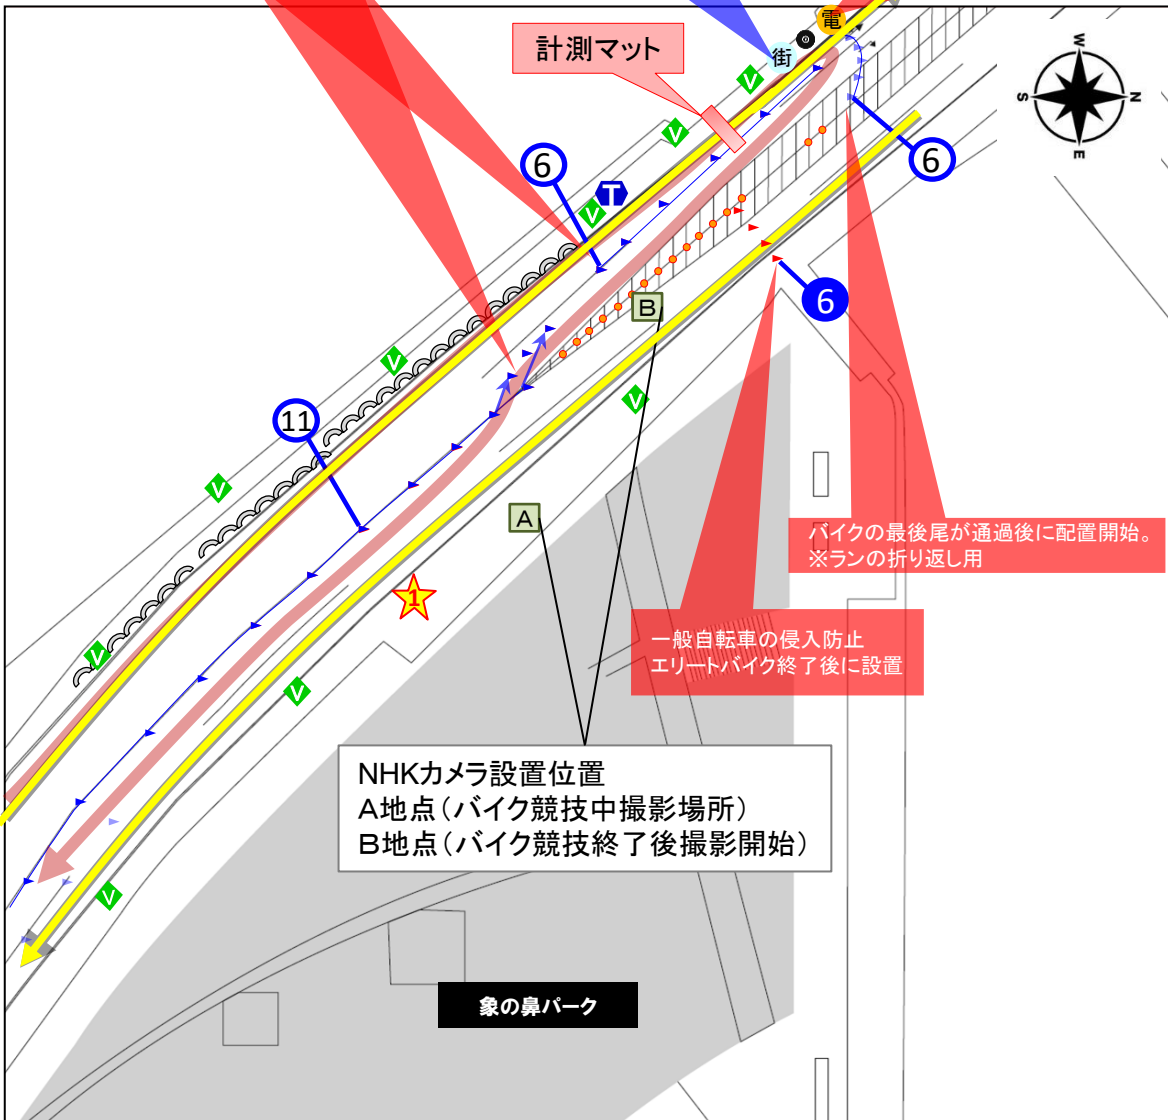 電
街
計測マット
W
S
N
E
6
6
T
V
V
V
B
6
V
V
11
V
A
バイクの最後尾が通過後に配置開始。
※ランの折り返し用
1
一般自転車の侵入防止
エリートバイク終了後に設置
V
V
NHKカメラ設置位置
A地点(バイク競技中撮影場所)
B地点(バイク競技終了後撮影開始)
V
象の鼻パーク